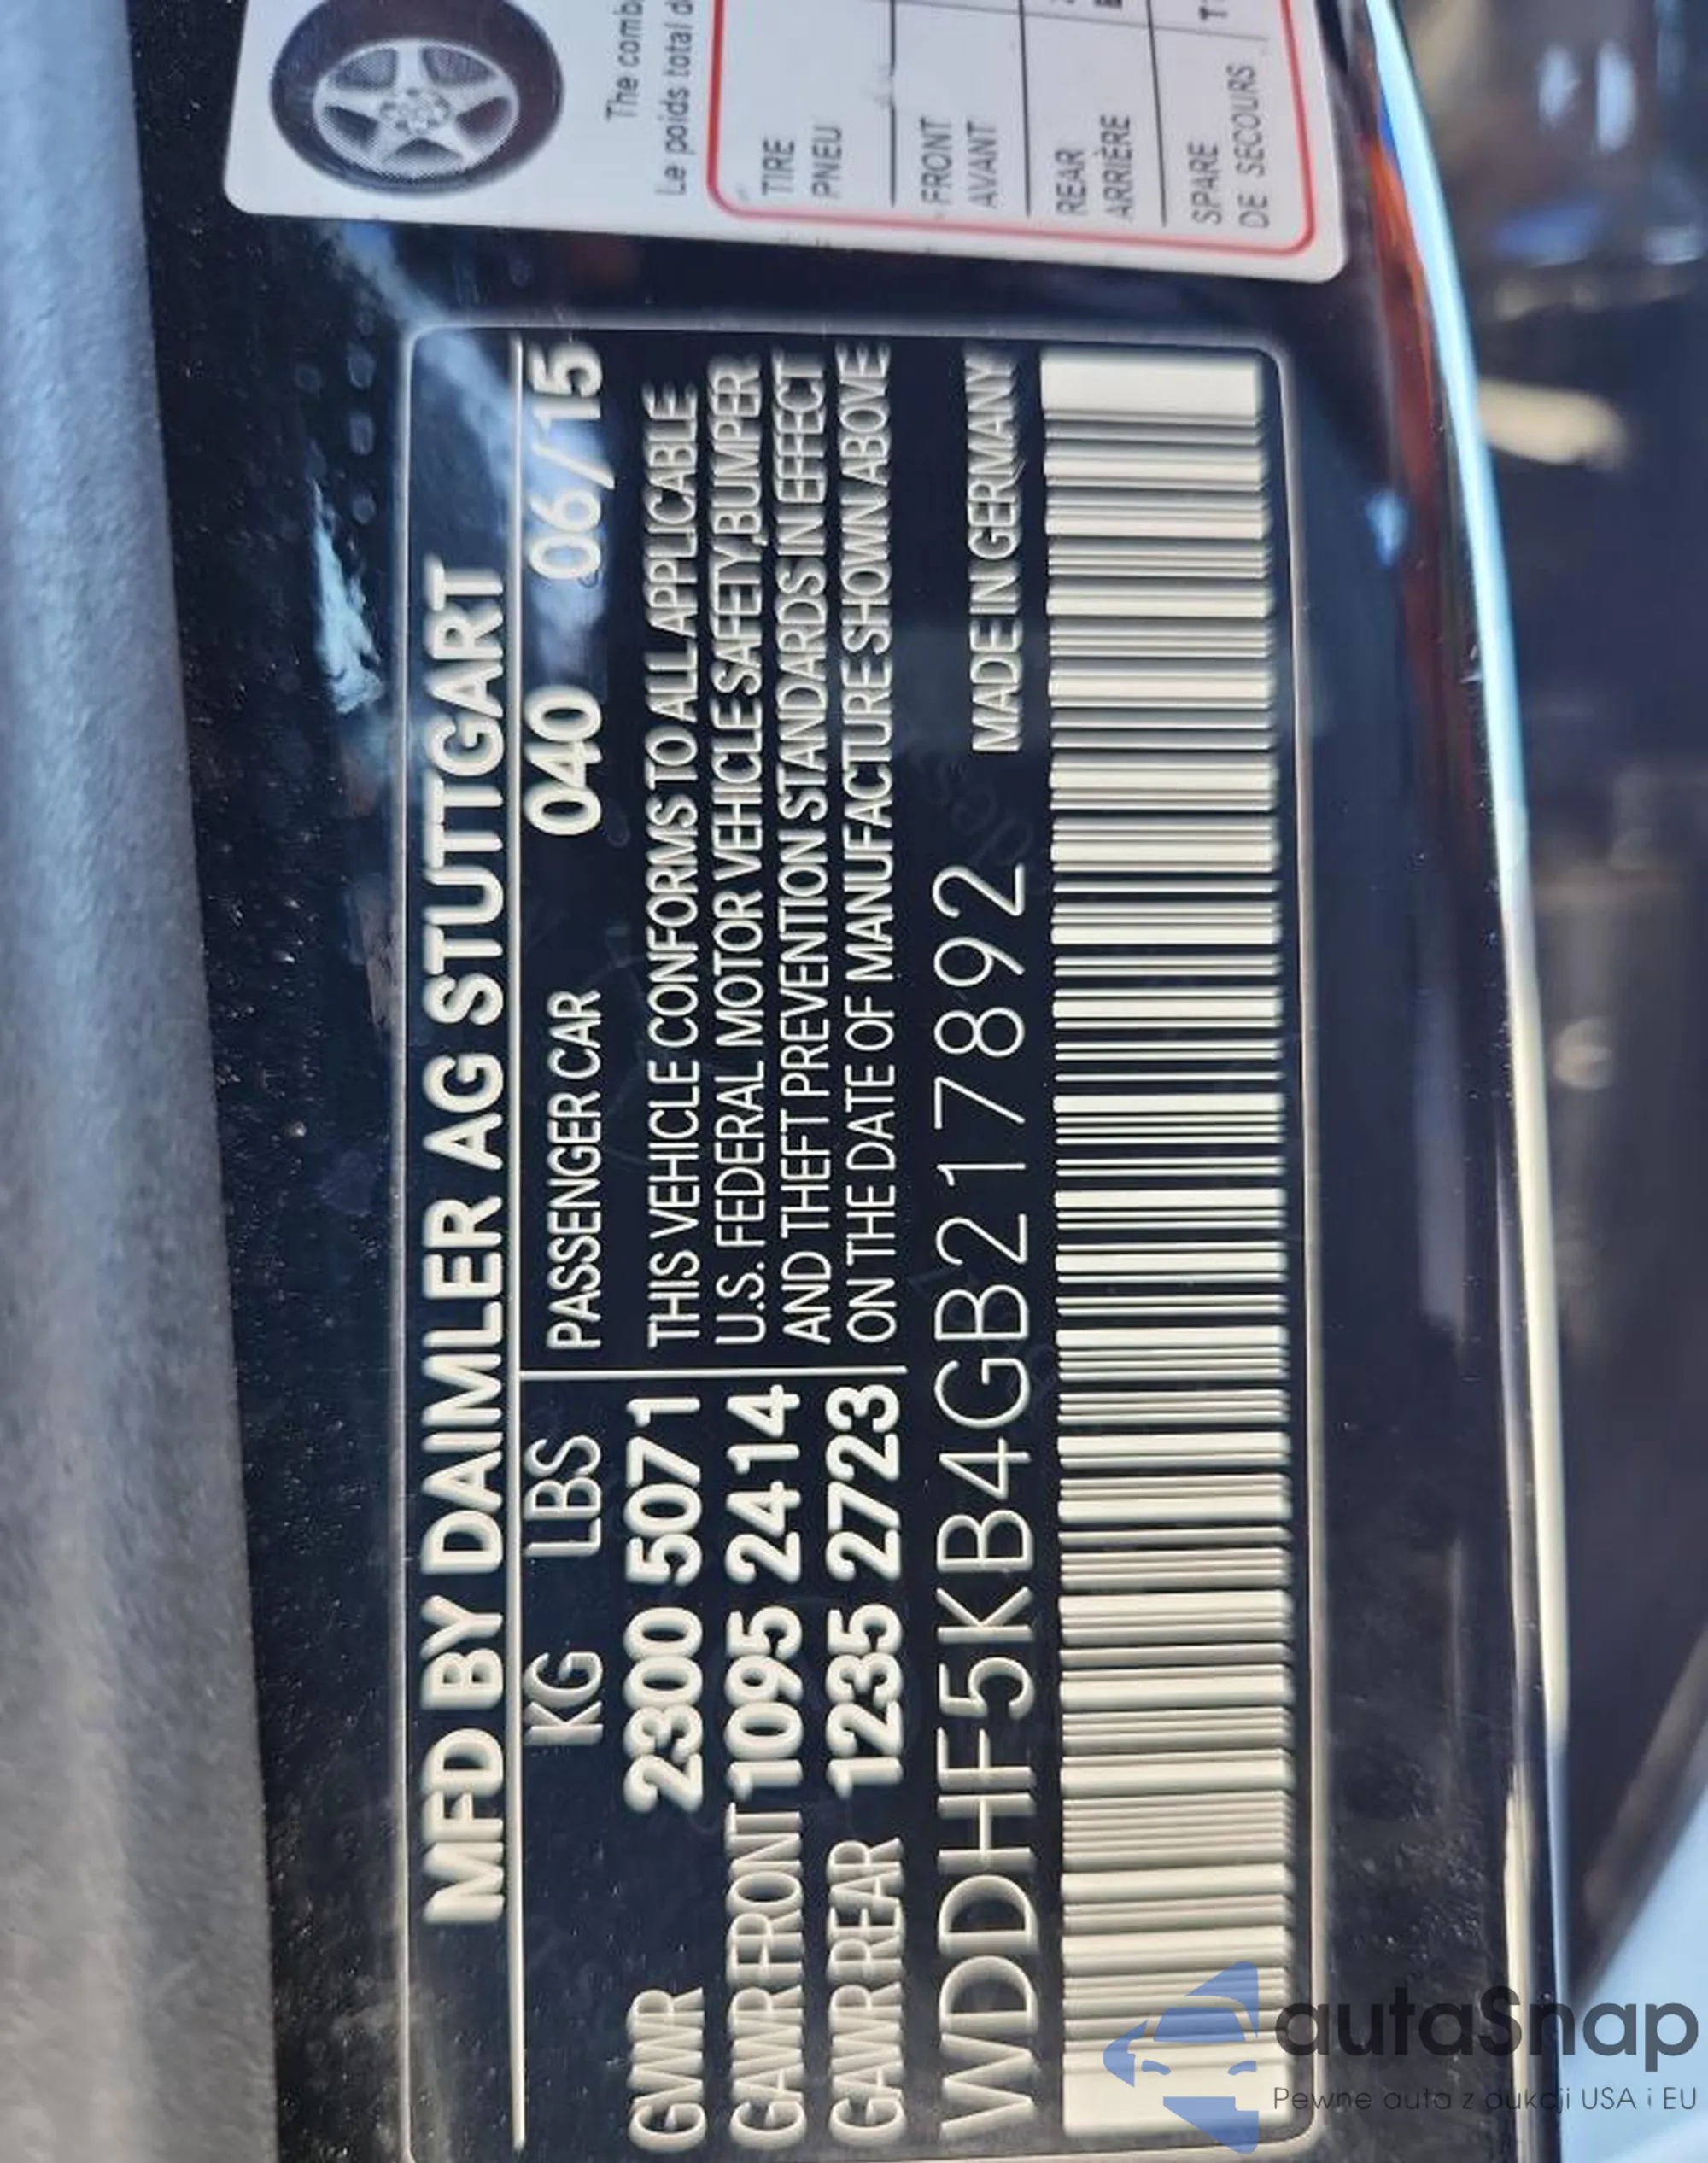 MFD BY DAIMLER AG STUTTGART
KG LBS PASSENGER CAR 040 06/15
GVWR 2300 5071
GAWR FRONT 1095 2414
GAWR REAR 1235 2723
THIS VEHICLE CONFORMS TO ALL APPLICABLE
U.S. FEDERAL MOTOR VEHICLE SAFETY,BUMPER
AND THEFT PREVENTION STANDARDS IN EFFECT
ON THE DATE OF MANUFACTURE SHOWN ABOVE
MADE IN GERMANY
WDDHF5KB4GB217892
The
Le poids total
TIRE
PNEU
FRONT
AVANT
REAR
ARRIÈRE
SPARE
DE SECOURS
autaSnap
Pewne auta z aukcji USA i EU